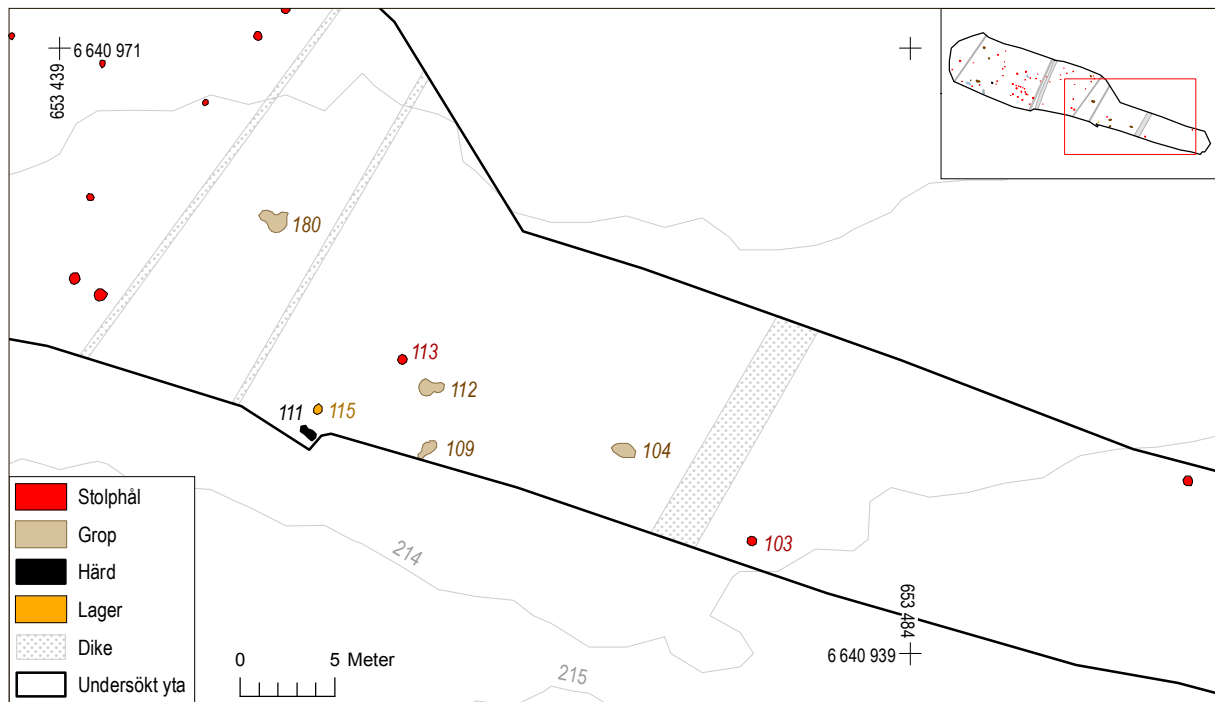 6 640 971
653 439
180
113
112
111
115
109
104
103
214
215
653 484
6 640 939
Stolphål
Grop
Härd
Lager
Dike
Undersökt yta
0 5 Meter